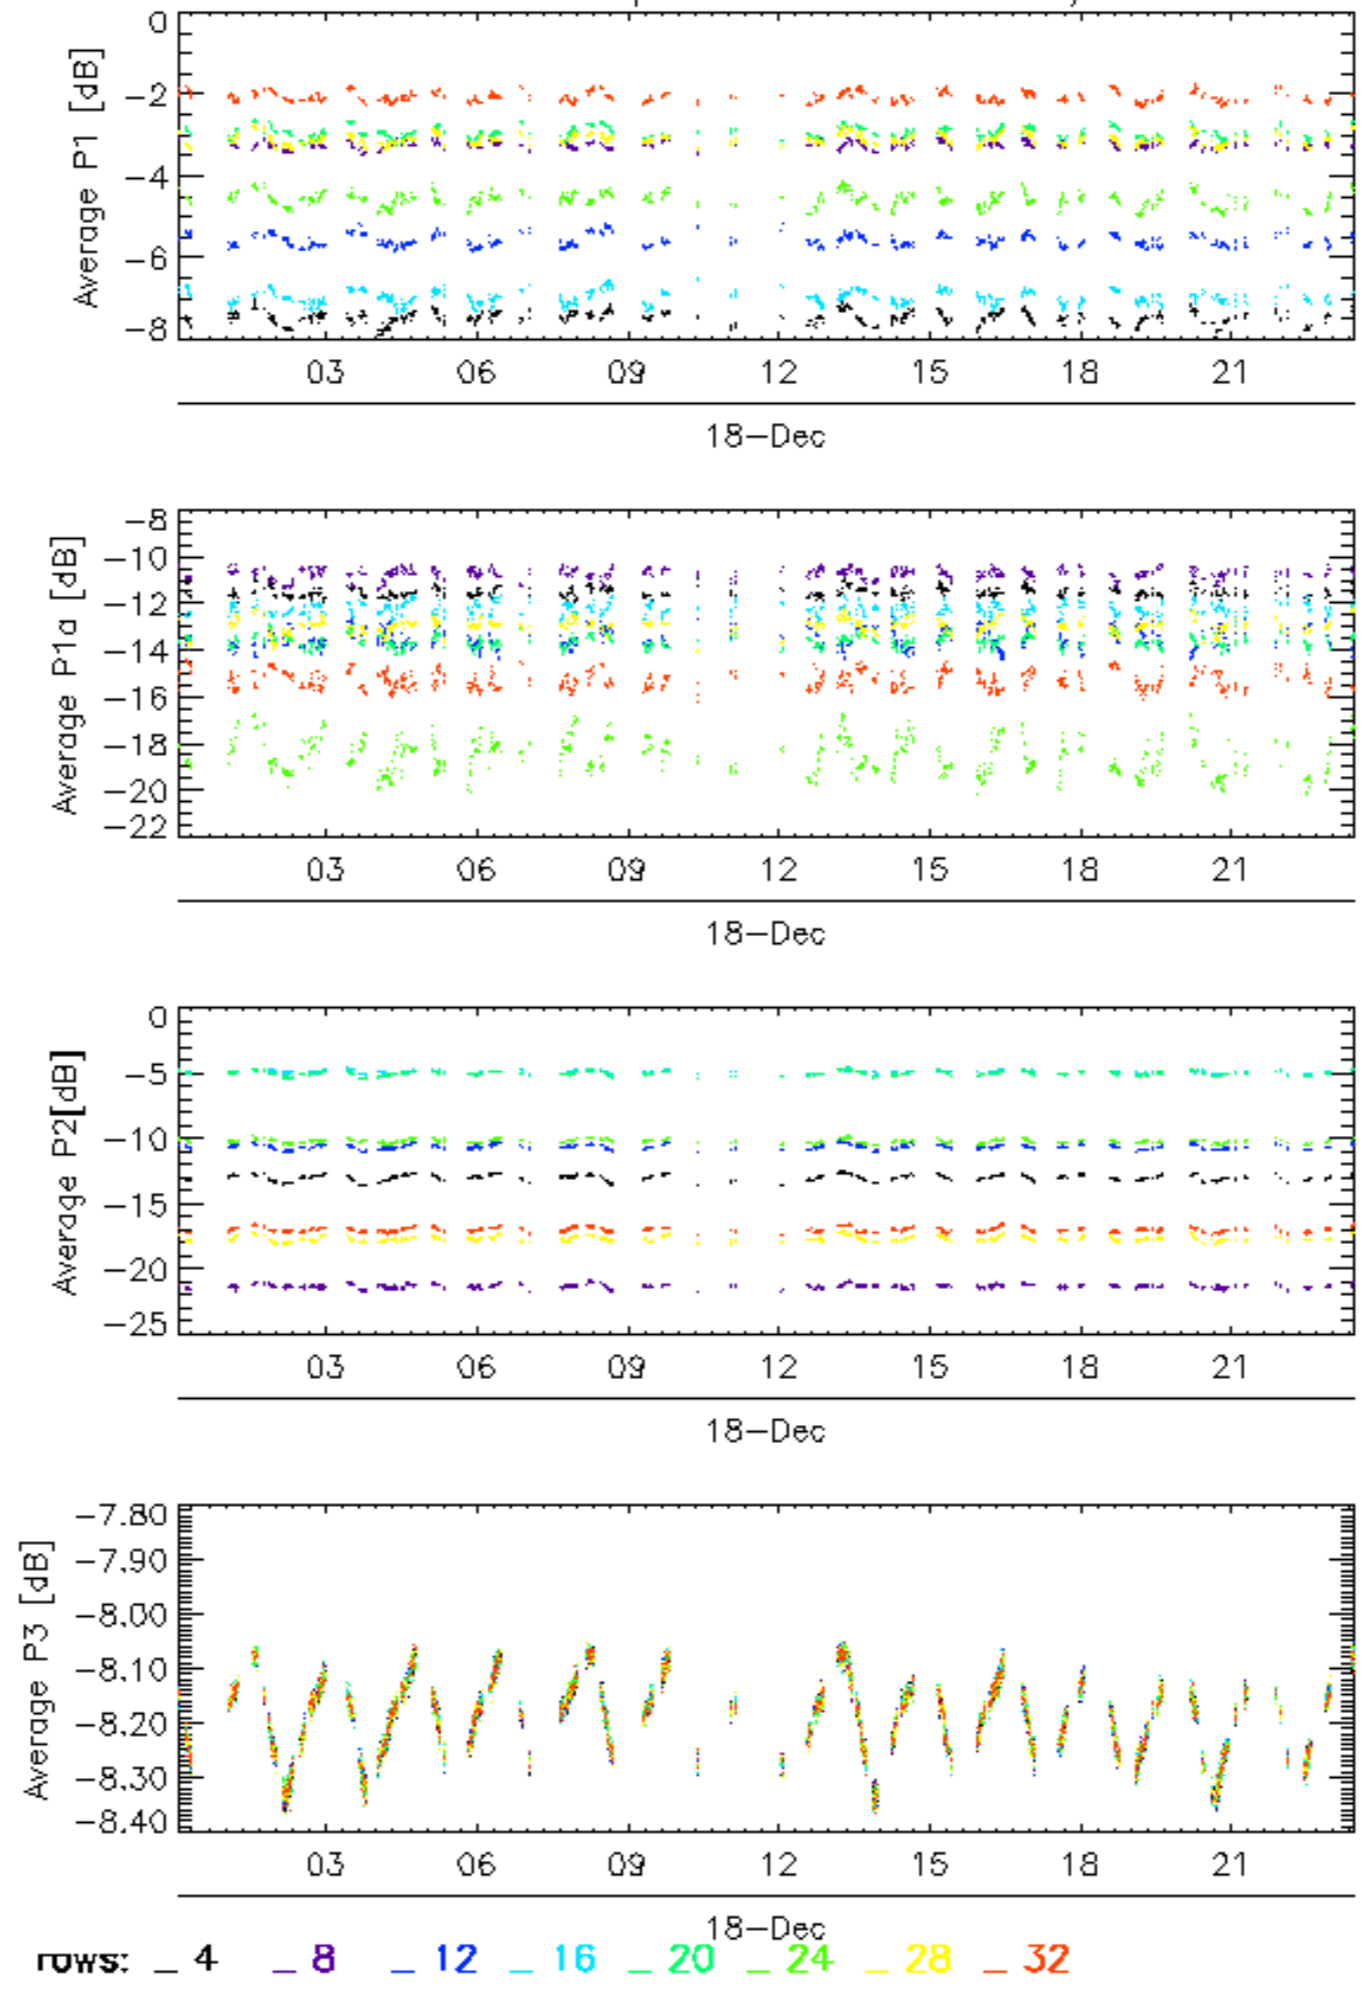 0
−2
−4
−6
−8
Average P1 [dB]
03 06 09 12 15 18 21
18−Dec
−8
−10
−12
−14
−16
−18
−20
−22
Average P1a [dB]
03 06 09 12 15 18 21
18−Dec
0
−5
−10
−15
−20
−25
Average P2[dB]
03 06 09 12 15 18 21
18−Dec
−7.80
−7.90
−8.00
−8.10
−8.20
−8.30
−8.40
Average P3 [dB]
03 06 09 12 15 18 21
18−Dec
rows: _ 4 _ 8 _ 12 _ 16 _ 20 _ 24 _ 28 _ 32